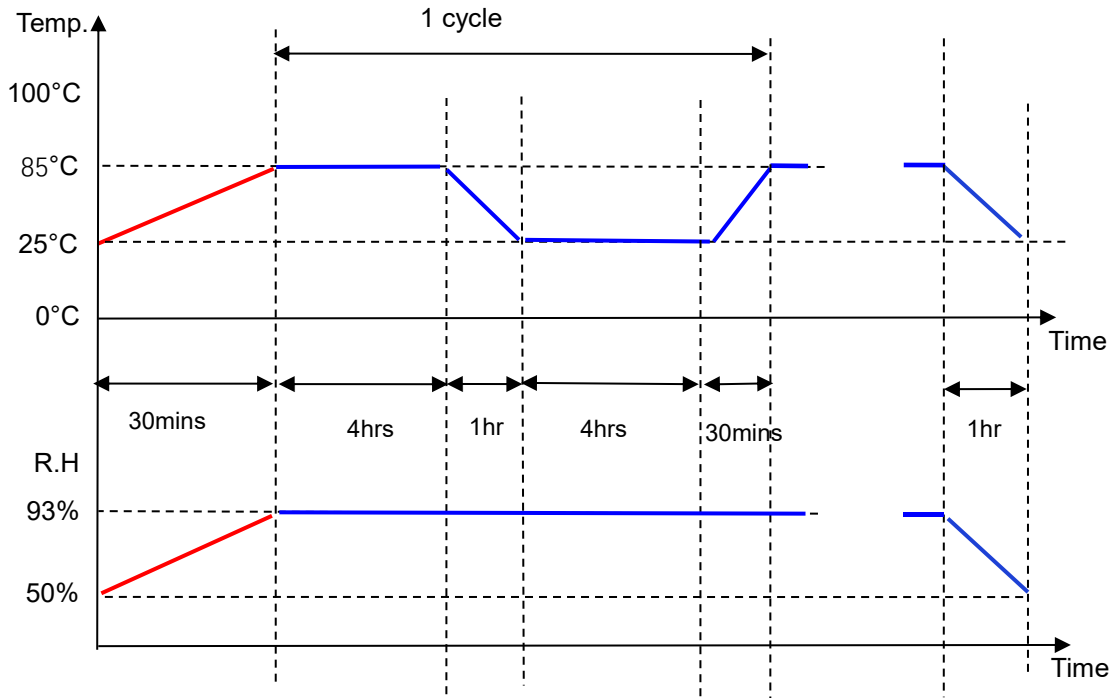 1 cycle
Temp.
100°C
85°C
25°C
0°C
Time
30mins
4hrs
1hr
4hrs
30mins
1hr
R.H
93%
50%
Time